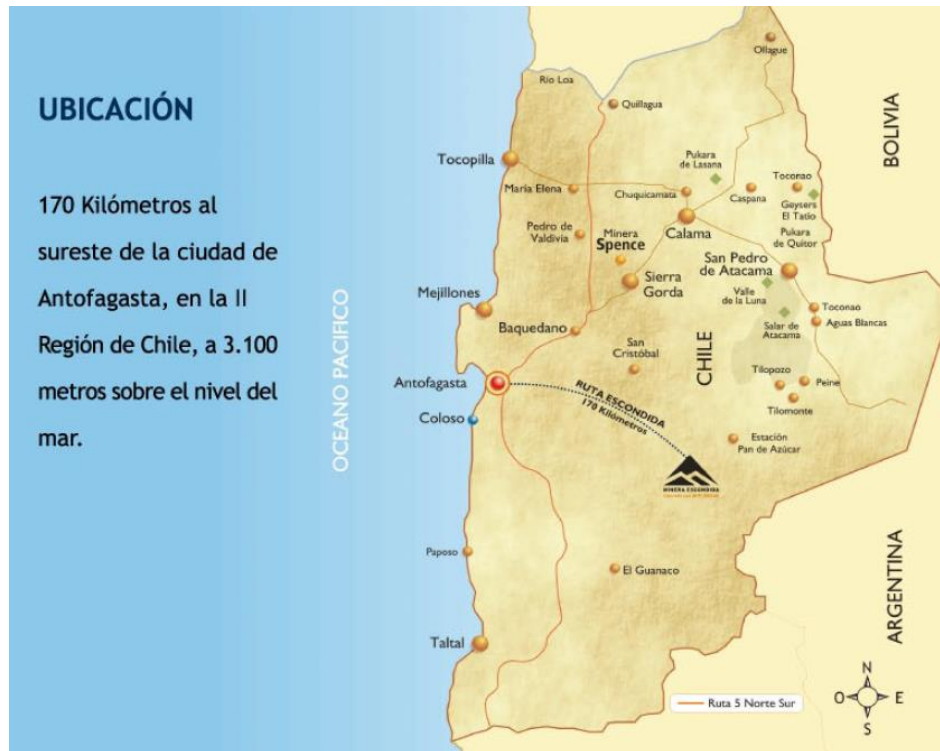 UBICACIÓN
170 Kilómetros al
sureste de la ciudad de
Antofagasta, en la II
Región de Chile, a 3.100
metros sobre el nivel del
mar.
OCEANO PACIFICO
Ollague
Río Loa
Quillagua
BOLIVIA
Tocopilla
Pukara
de Lasana
María Elena
Chuquicamata
Caspana
Toconao
Geysers
El Tatio
Pedro de
Valdivia
Minera
Spence
Calama
Pukara
de Quitor
San Pedro
de Atacama
Sierra
Gorda
Valle
de la Luna
Mejillones
Toconao
Baquedano
Salar de
Atacama
Aguas Blancas
San
Cristóbal
CHILE
Antofagasta
RUTA ESCONDIDA
170 Kilómetros
Tilopozo
Peine
Tilomonte
Coloso
Estación
Pan de Azúcar
MINERA ESCONDIDA
Paposo
El Guanaco
ARGENTINA
Taltal
N
O
E
S
Ruta 5 Norte Sur